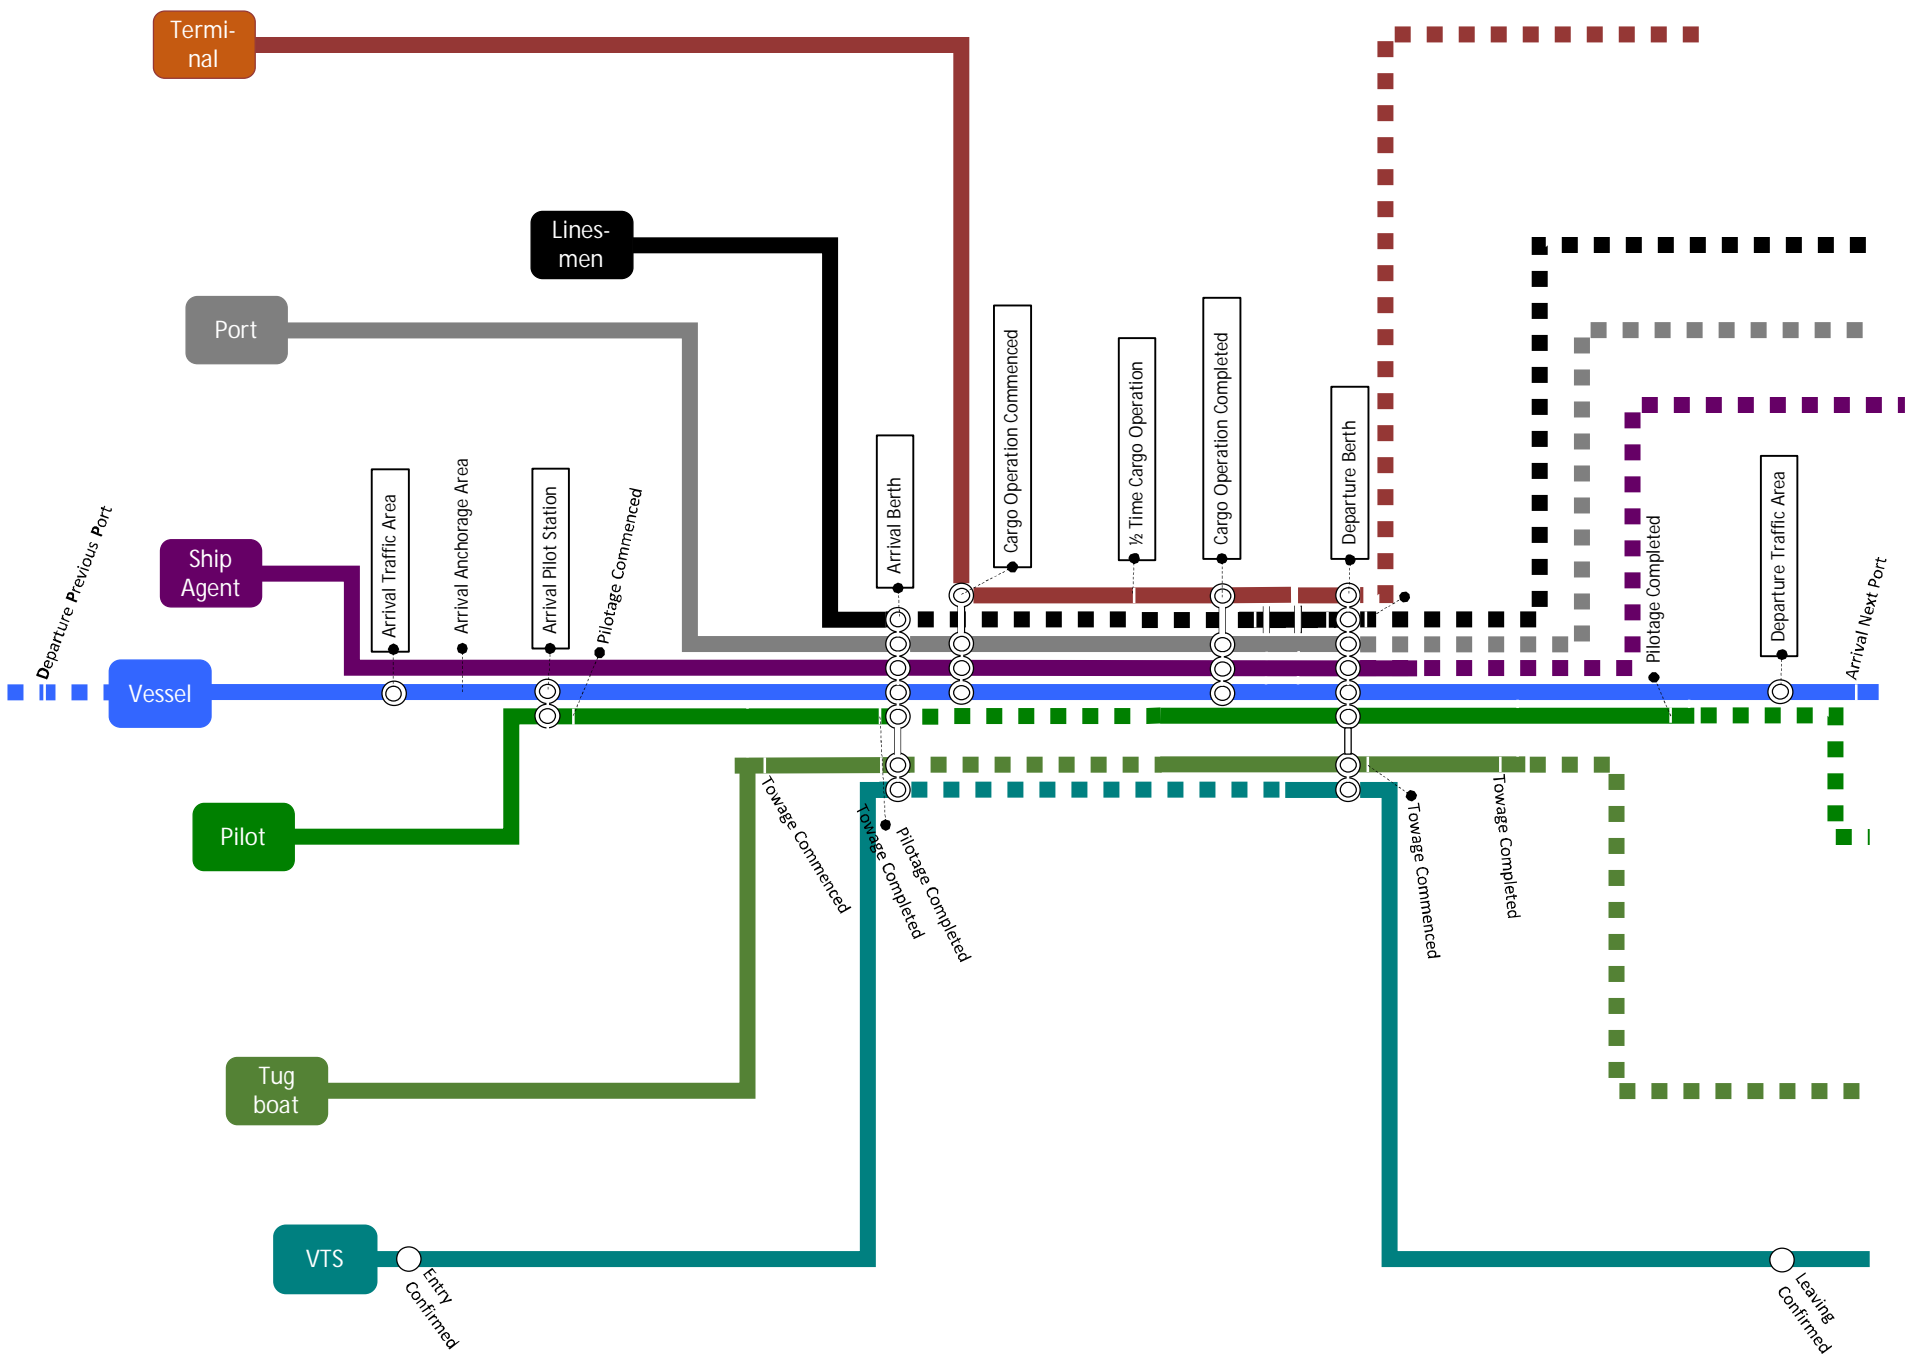 Termi-
nal
Lines-
men
Port
Cargo Operation Commenced
½ Time Cargo Operation
Cargo Operation Completed
Departure Berth
Arrival Berth
Arrival Traffic Area
Arrival Anchorage Area
Arrival Pilot Station
Pilotage Commenced
Departure Previous Port
Ship
Agent
Vessel
Pilotage Completed
Departure Traffic Area
Arrival Next Port
Pilot
Towage Commenced
Towage Completed
Pilotage Completed
Towage Commenced
Towage Completed
Tug
boat
VTS
Entry
Confirmed
Leaving
Confirmed